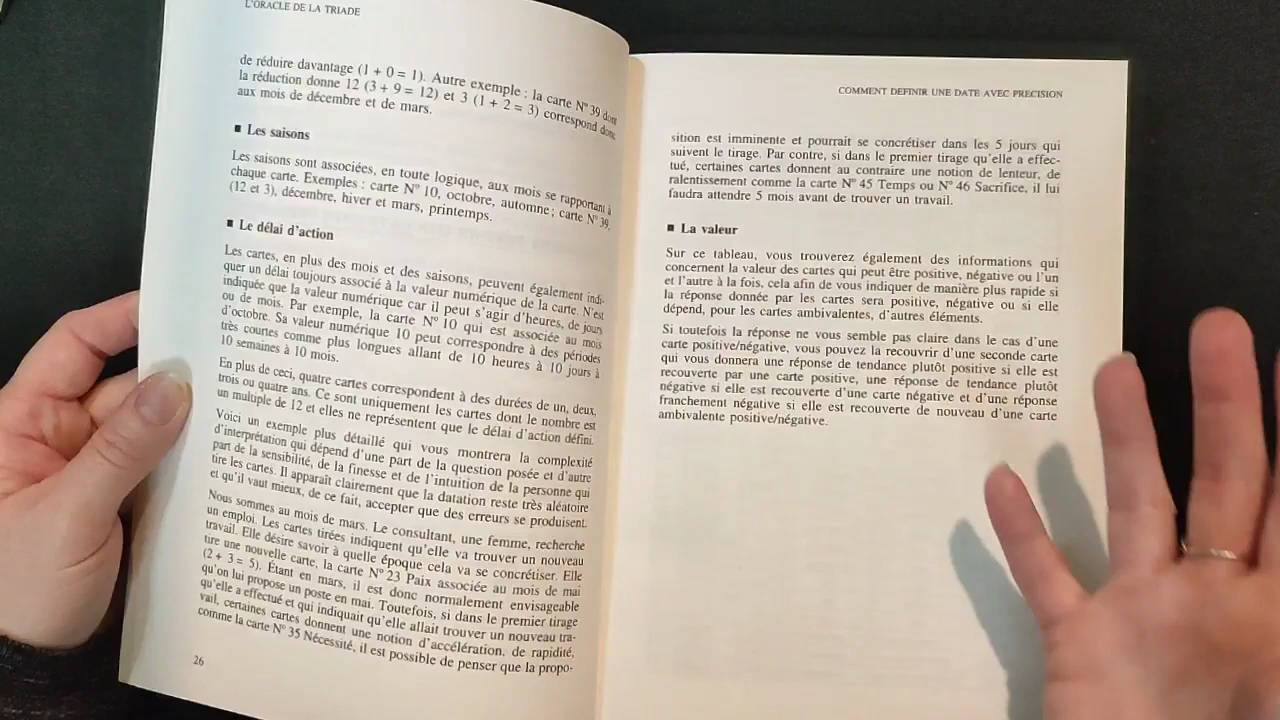 L'ORACLE DE LA TRIADE
de réduire davantage (1 + 0 = 1). Autre exemple : la carte N° 39 dont
la réduction donne 12 (3 + 9 = 12) et 3 (1 + 2 = 3) correspond donc
aux mois de décembre et de mars.
■ Les saisons
Les saisons sont associées, en toute logique, aux mois se rapportant à
chaque carte. Exemples : carte N° 10, octobre, automne ; carte N° 39,
(12 et 3), décembre, hiver et mars, printemps.
■ Le délai d'action
Les cartes, en plus des mois et des saisons, peuvent également indi-
quer un délai toujours associé à la valeur numérique de la carte. N'est
indiquée que la valeur numérique car il peut s'agir d'heures, de jours
ou de mois. Par exemple, la carte N° 10 qui est associée au mois
d'octobre. Sa valeur numérique 10 peut correspondre à des périodes
très courtes comme plus longues allant de 10 heures à 10 jours à
10 semaines à 10 mois.
En plus de ceci, quatre cartes correspondent à des durées de un, deux,
trois ou quatre ans. Ce sont uniquement les cartes dont le nombre est
un multiple de 12 et elles ne représentent que le délai d'action défini.
Voici un exemple plus détaillé qui vous montrera la complexité
d'interprétation qui dépend d'une part de la question posée et d'autre
part de la sensibilité, de la finesse et de l'intuition de la personne qui
tire les cartes. Il apparaît clairement que la datation reste très aléatoire
et qu'il vaut mieux, de ce fait, accepter que des erreurs se produisent.
Nous sommes au mois de mars. Le consultant, une femme, recherche
un emploi. Les cartes tirées indiquent qu'elle va trouver un nouveau
travail. Elle désire savoir à quelle époque cela va se concrétiser. Elle
tire une nouvelle carte, la carte N° 23 Paix associée au mois de mai
(2 + 3 = 5). Étant en mars, il est donc normalement envisageable
qu'on lui propose un poste en mai. Toutefois, si dans le premier tirage
qu'elle a effectué et qui indiquait qu'elle allait trouver un nouveau tra-
vail, certaines cartes donnent une notion d'accélération, de rapidité,
comme la carte N° 35 Nécessité, il est possible de penser que la propo-
26
COMMENT DEFINIR UNE DATE AVEC PRECISION
sition est imminente et pourrait se concrétiser dans les 5 jours qui
suivent le tirage. Par contre, si dans le premier tirage qu'elle a effec-
tué, certaines cartes donnent au contraire une notion de lenteur, de
ralentissement comme la carte N° 45 Temps ou N° 46 Sacrifice, il lui
faudra attendre 5 mois avant de trouver un travail.
■ La valeur
Sur ce tableau, vous trouverez également des informations qui
concernent la valeur des cartes qui peut être positive, négative ou l'un
et l'autre à la fois, cela afin de vous indiquer de manière plus rapide si
la réponse donnée par les cartes sera positive, négative ou si elle
dépend, pour les cartes ambivalentes, d'autres éléments.
Si toutefois la réponse ne vous semble pas claire dans le cas d'une
carte positive/négative, vous pouvez la recouvrir d'une seconde carte
qui vous donnera une réponse de tendance plutôt positive si elle est
recouverte par une carte positive, une réponse de tendance plutôt
négative si elle est recouverte d'une carte négative et d'une réponse
franchement négative si elle est recouverte de nouveau d'une carte
ambivalente positive/négative.